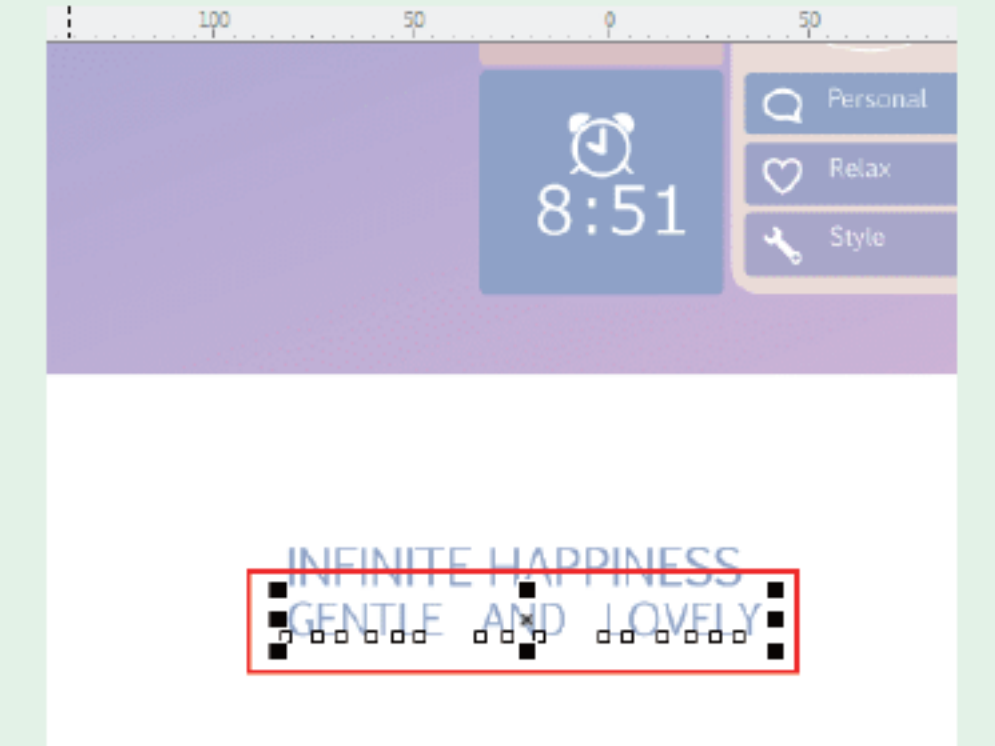 100 50 0 50
Personal
Relax
8:51
Style
INFINITE HAPPINESS
GENTLE AND LOVELY